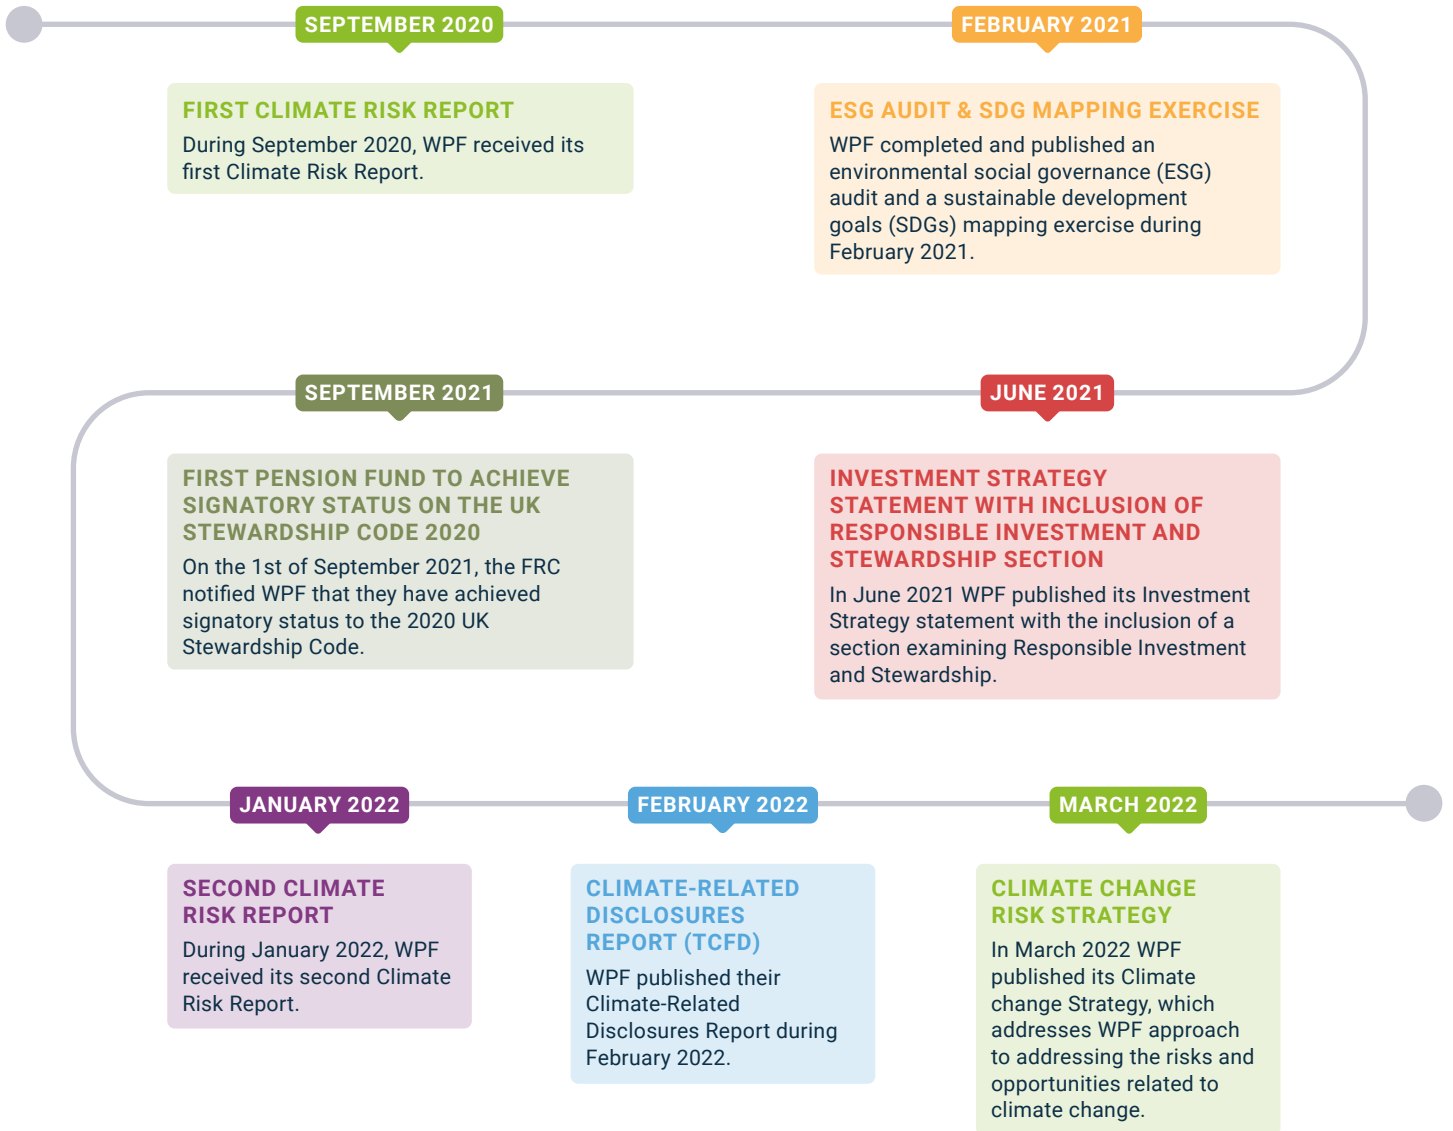 SEPTEMBER 2020
FIRST CLIMATE RISK REPORT
During September 2020, WPF received its
first Climate Risk Report.
FEBRUARY 2021
ESG AUDIT & SDG MAPPING EXERCISE
WPF completed and published an
environmental social governance (ESG)
audit and a sustainable development
goals (SDGs) mapping exercise during
February 2021.
JUNE 2021
INVESTMENT STRATEGY
STATEMENT WITH INCLUSION OF
RESPONSIBLE INVESTMENT AND
STEWARDSHIP SECTION
In June 2021 WPF published its Investment
Strategy statement with the inclusion of a
section examining Responsible Investment
and Stewardship.
SEPTEMBER 2021
FIRST PENSION FUND TO ACHIEVE
SIGNATORY STATUS ON THE UK
STEWARDSHIP CODE 2020
On the 1st of September 2021, the FRC
notified WPF that they have achieved
signatory status to the 2020 UK
Stewardship Code.
JANUARY 2022
SECOND CLIMATE
RISK REPORT
During January 2022, WPF
received its second Climate
Risk Report.
FEBRUARY 2022
CLIMATE-RELATED
DISCLOSURES
REPORT (TCFD)
WPF published their
Climate-Related
Disclosures Report during
February 2022.
MARCH 2022
CLIMATE CHANGE
RISK STRATEGY
In March 2022 WPF
published its Climate
change Strategy, which
addresses WPF approach
to addressing the risks and
opportunities related to
climate change.